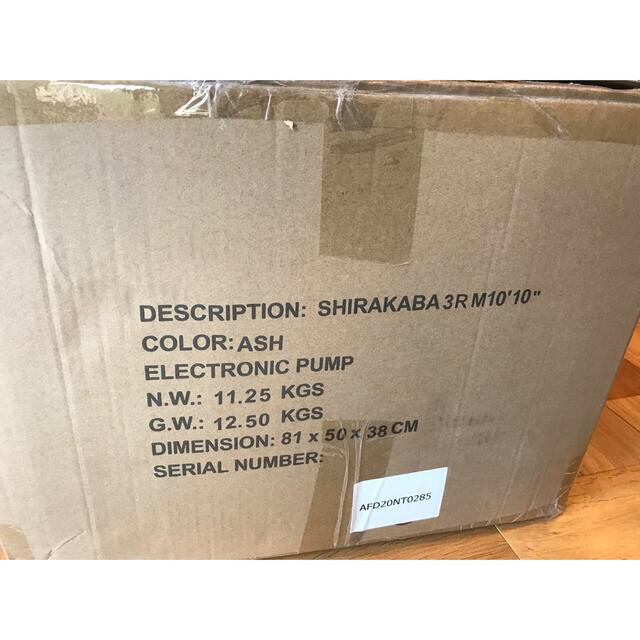 DESCRIPTION: SHIRAKABA 3R M10'10"
COLOR: ASH
ELECTRONIC PUMP
N.W.: 11.25 KGS
G.W.: 12.50 KGS
DIMENSION: 81 x 50 x 38 CM
SERIAL NUMBER:
AFD20NT0285